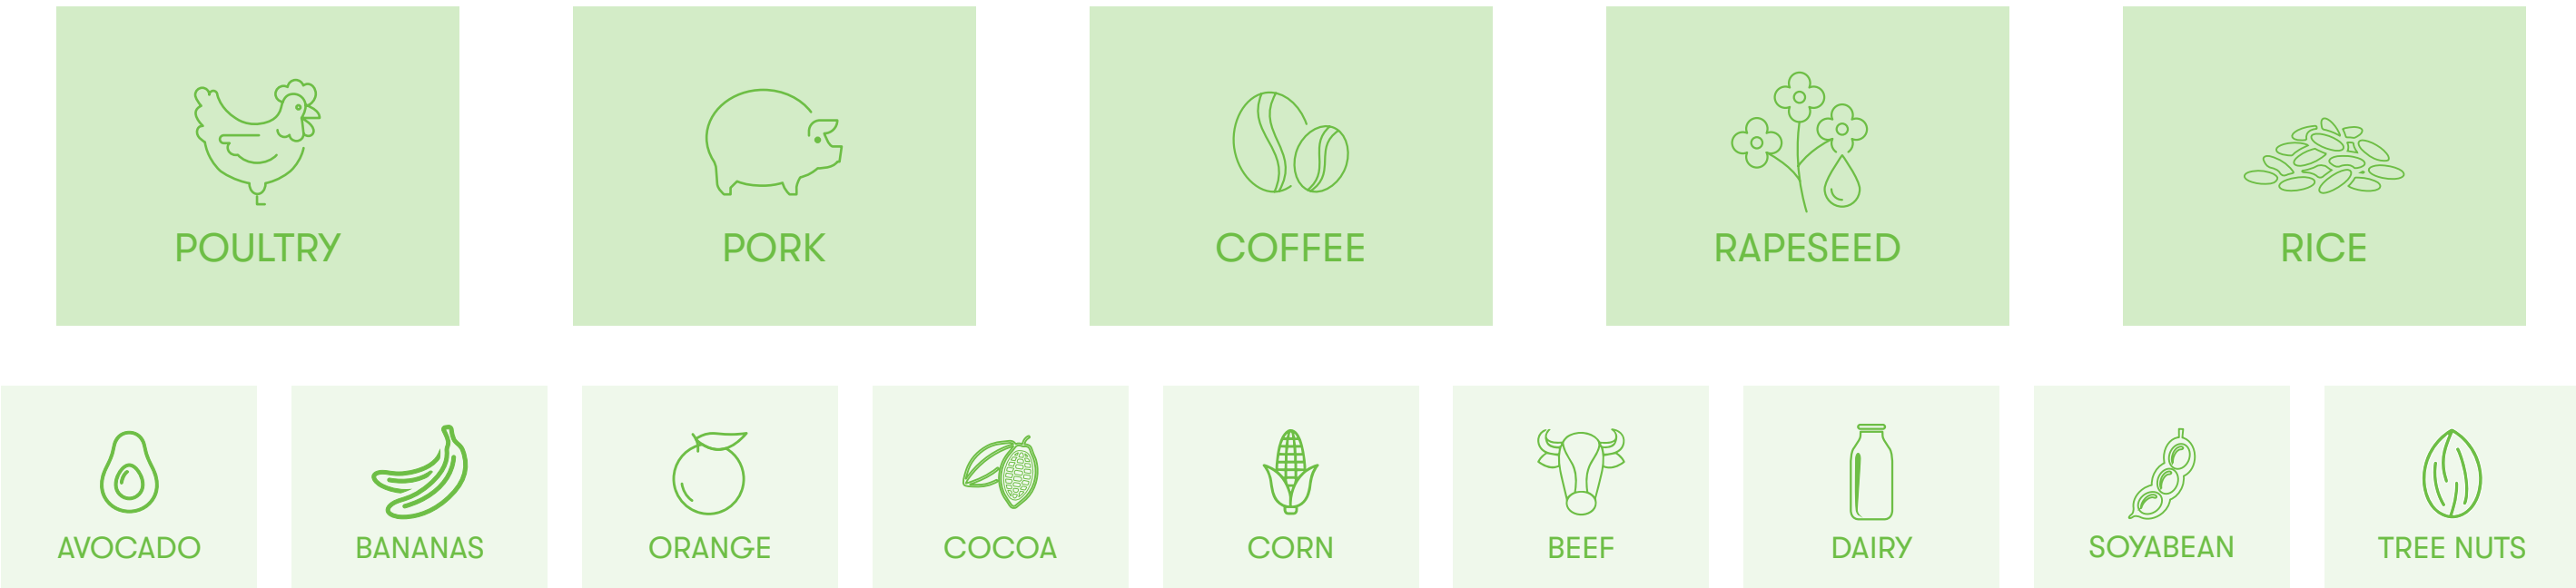 POULTRY
PORK
COFFEE
RAPESEED
RICE
AVOCADO
BANANAS
ORANGE
COCOA
CORN
BEEF
DAIRY
SOYABEAN
TREE NUTS